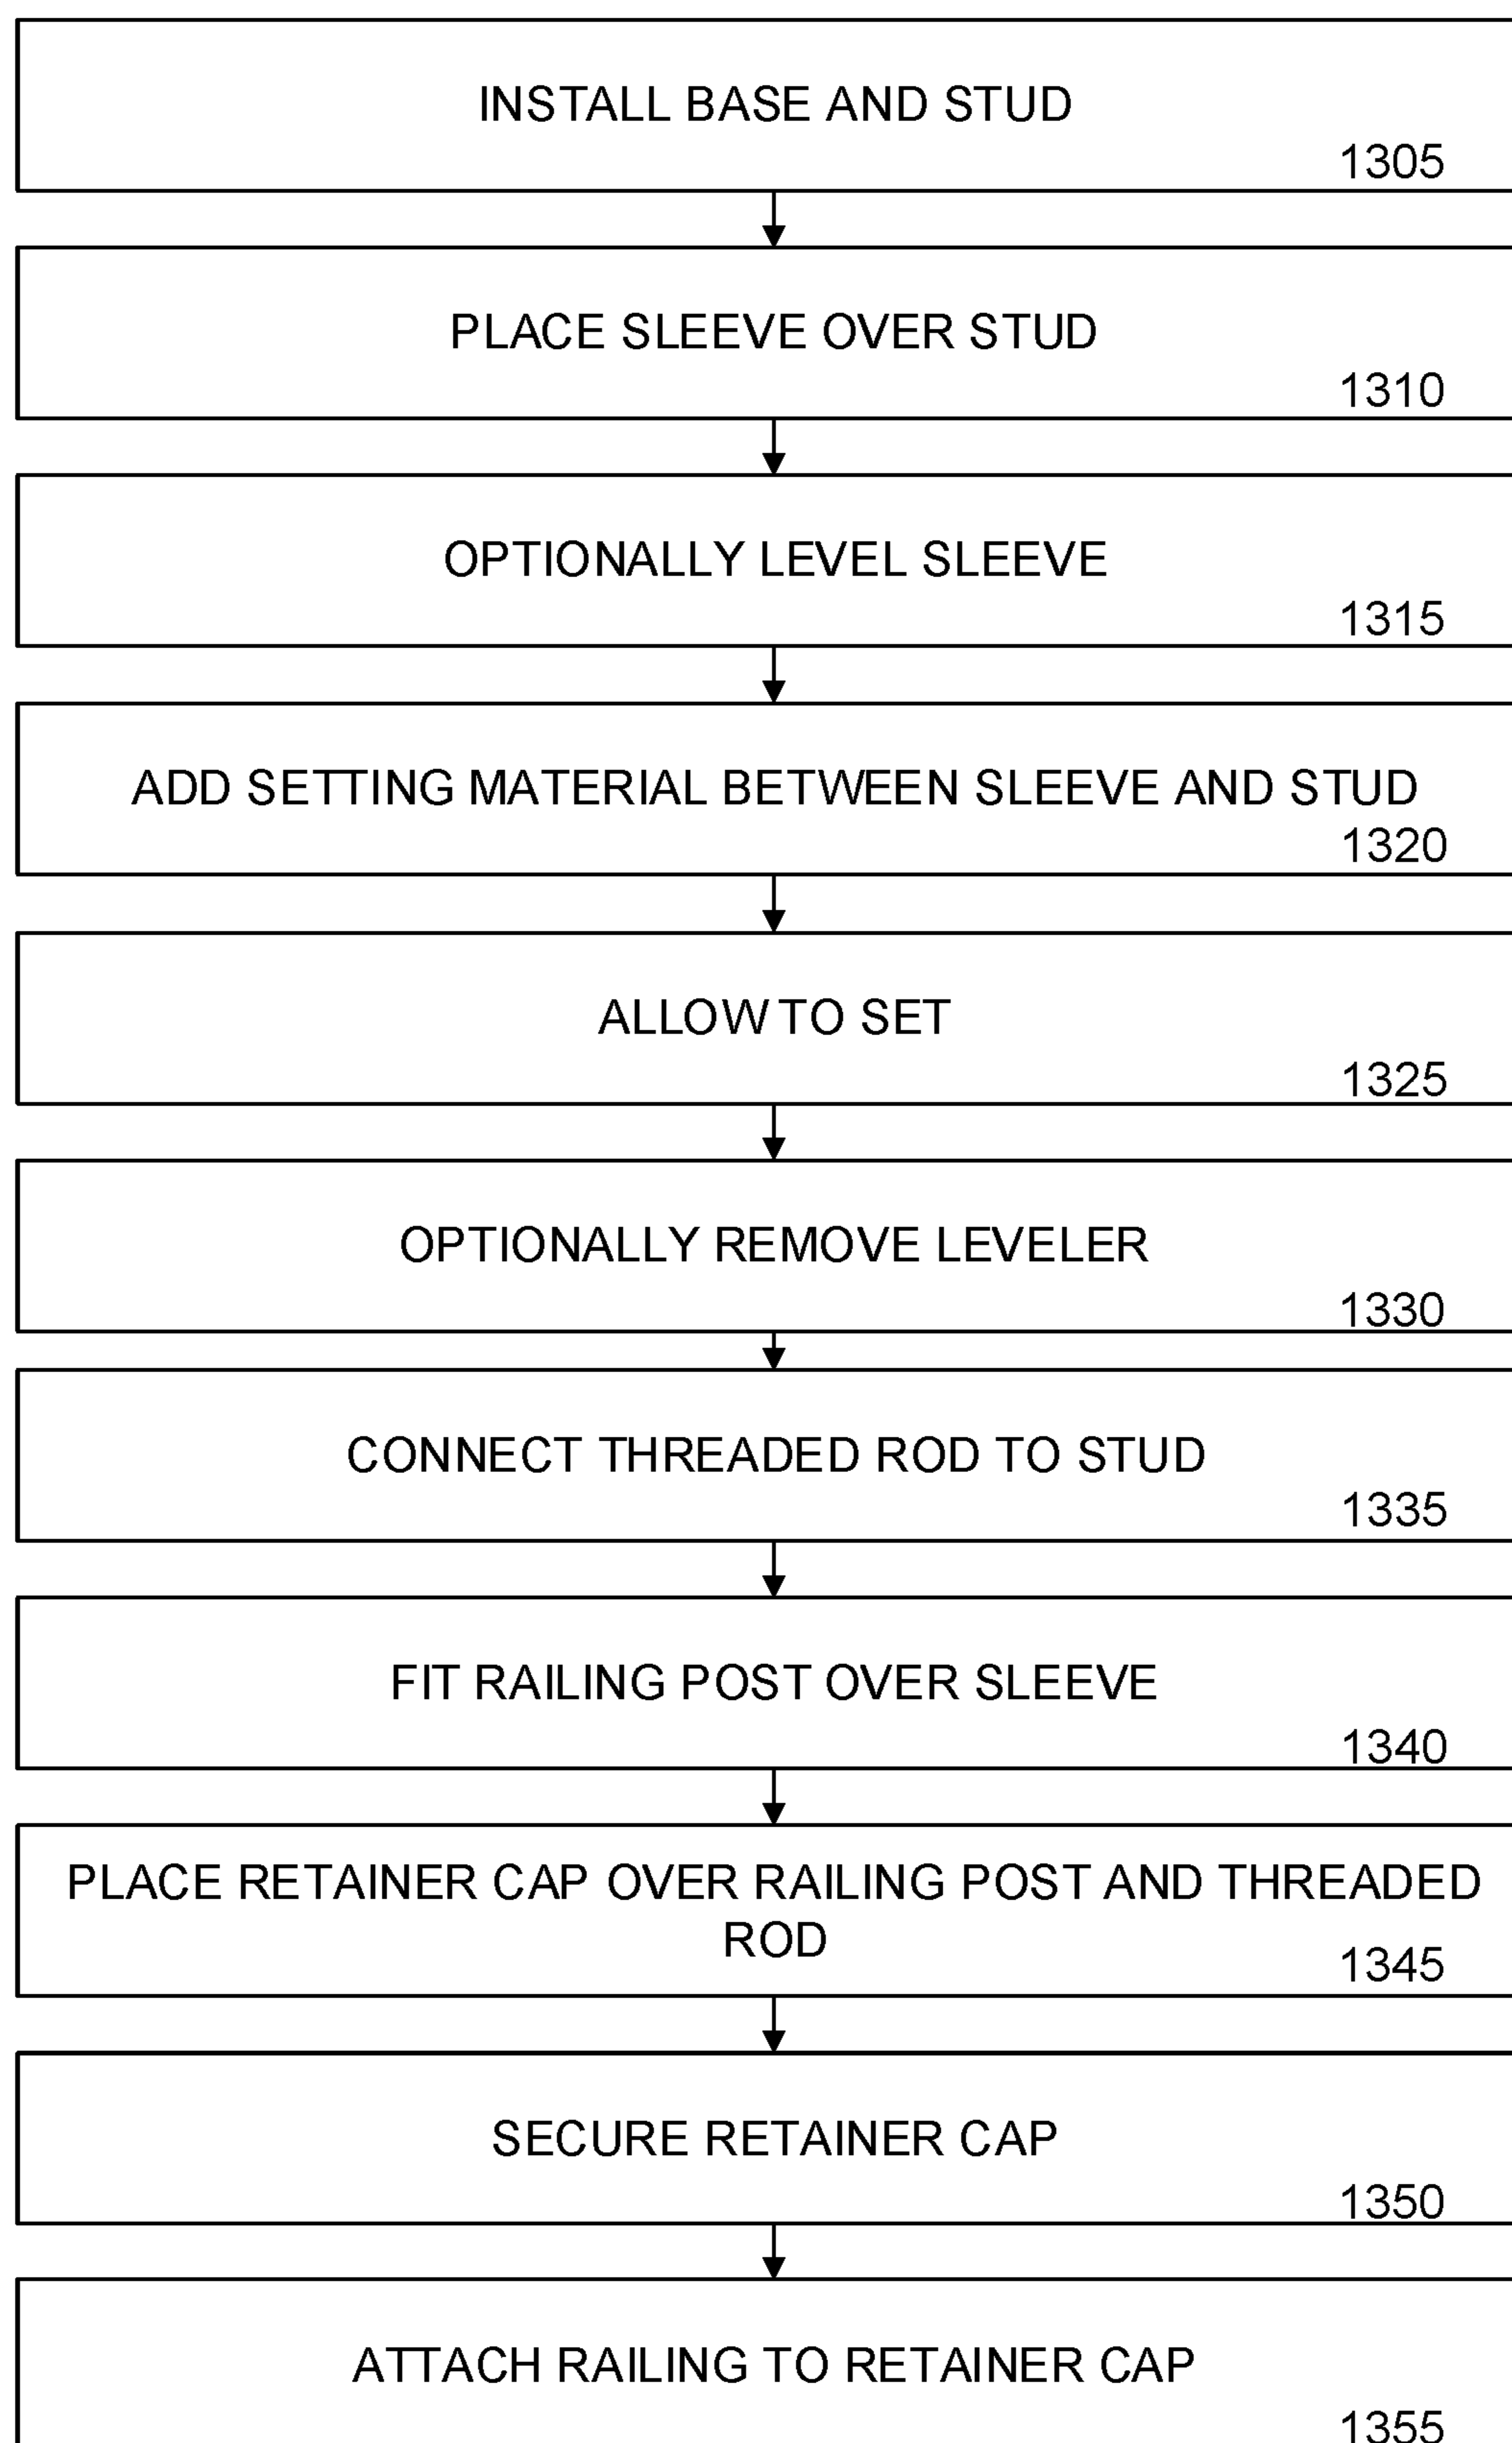 INSTALL BASE AND STUD
1305
PLACE SLEEVE OVER STUD
1310
OPTIONALLY LEVEL SLEEVE
1315
ADD SETTING MATERIAL BETWEEN SLEEVE AND STUD
1320
ALLOW TO SET
1325
OPTIONALLY REMOVE LEVELER
1330
CONNECT THREADED ROD TO STUD
1335
FIT RAILING POST OVER SLEEVE
1340
PLACE RETAINER CAP OVER RAILING POST AND THREADED
ROD
1345
SECURE RETAINER CAP
1350
ATTACH RAILING TO RETAINER CAP
1355